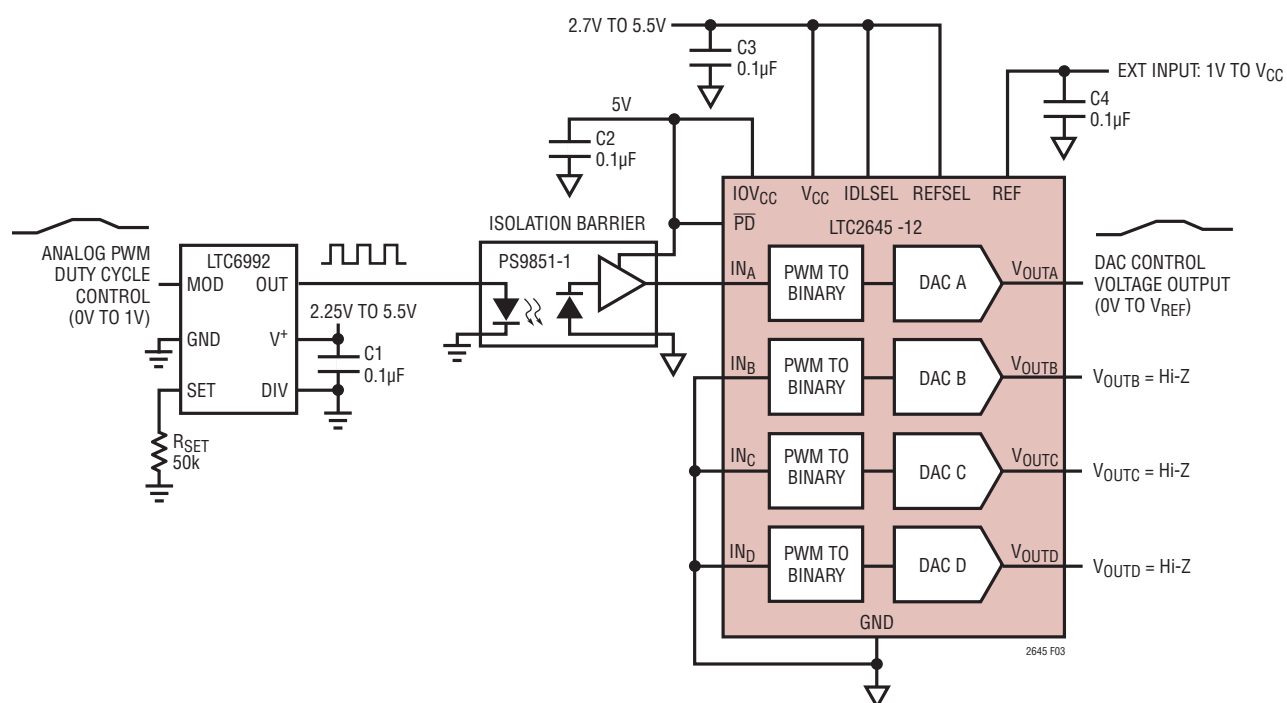 2.7V TO 5.5V
C3
0.1µF
EXT INPUT: 1V TO VCC
C4
0.1µF
5V
C2
0.1µF
IOVCC
VCC
IDLSEL
REFSEL
REF
PD
LTC2645 -12
ISOLATION BARRIER
PS9851-1
ANALOG PWM
DUTY CYCLE
CONTROL
(0V TO 1V)
LTC6992
MOD
OUT
GND
V+
SET
DIV
2.25V TO 5.5V
C1
0.1µF
RSET
50k
INA
PWM TO
BINARY
DAC A
VOUTA
DAC CONTROL
VOLTAGE OUTPUT
(0V TO VREF)
INB
PWM TO
BINARY
DAC B
VOUTB
VOUTB = Hi-Z
INC
PWM TO
BINARY
DAC C
VOUTC
VOUTC = Hi-Z
IND
PWM TO
BINARY
DAC D
VOUTD
VOUTD = Hi-Z
GND
2645 F03